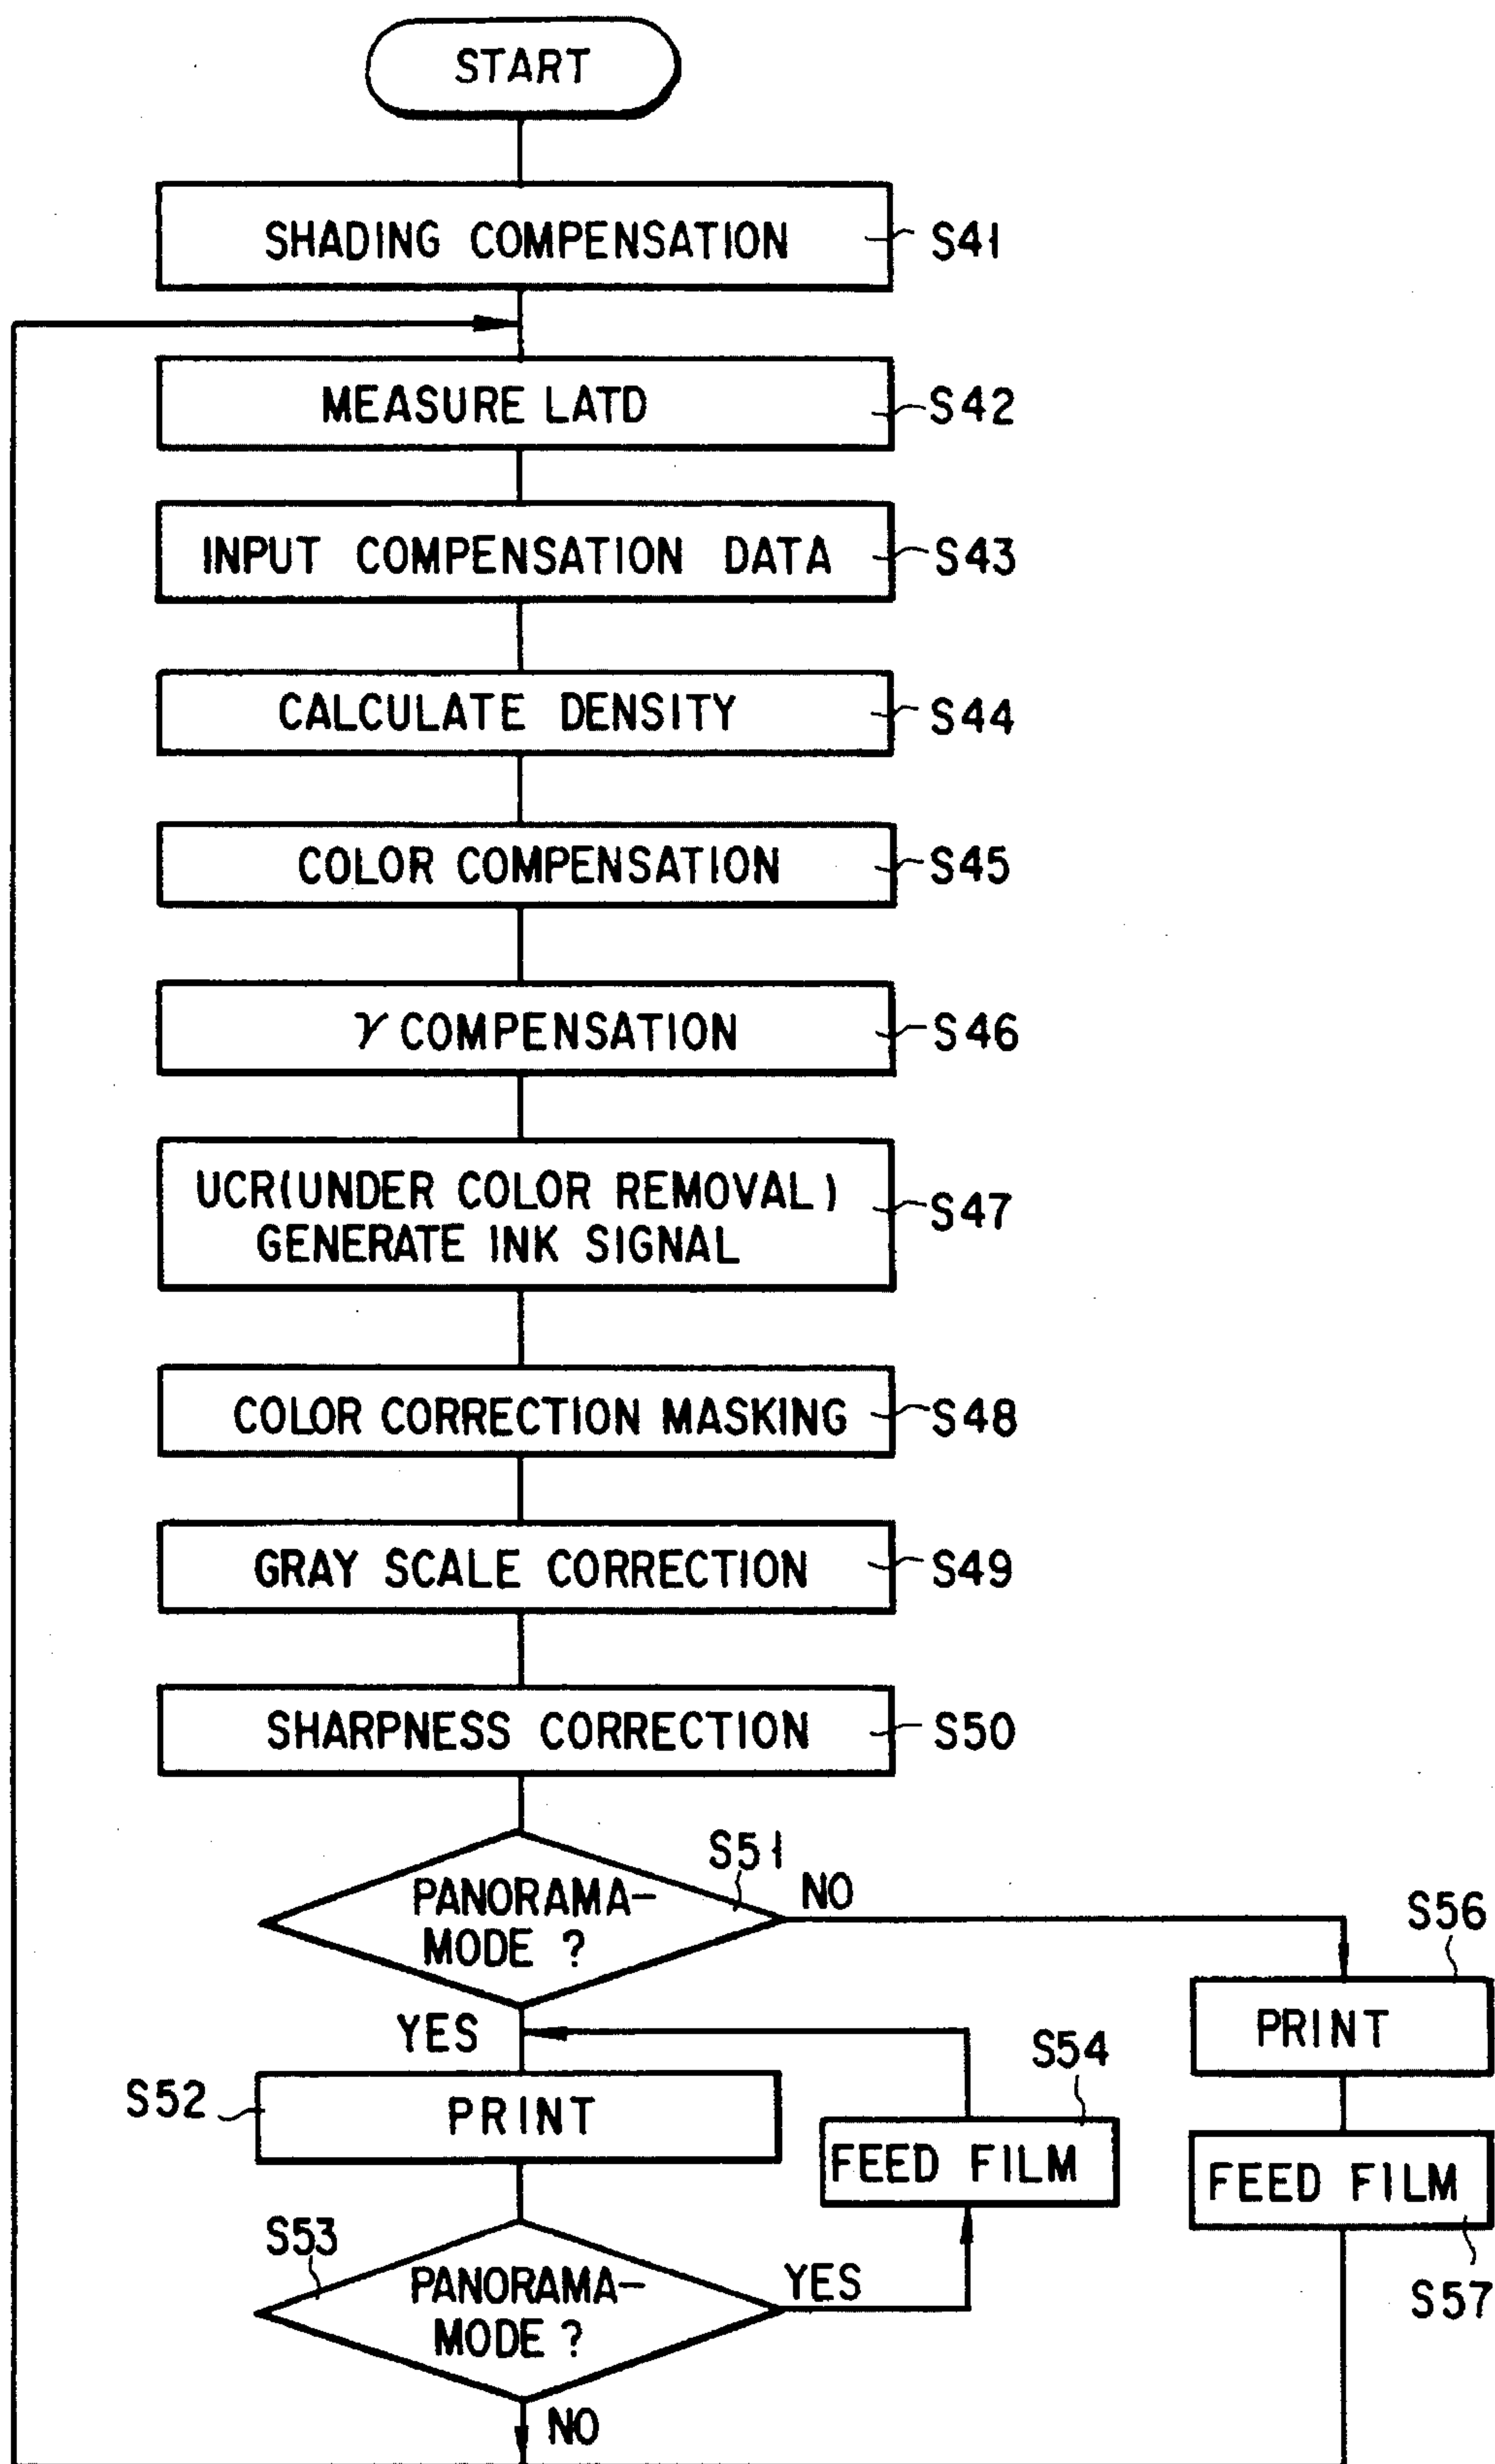 START
SHADING COMPENSATION S41
MEASURE LATD S42
INPUT COMPENSATION DATA S43
CALCULATE DENSITY S44
COLOR COMPENSATION S45
γ COMPENSATION S46
UCR(UNDER COLOR REMOVAL)
GENERATE INK SIGNAL
S47
COLOR CORRECTION MASKING S48
GRAY SCALE CORRECTION S49
SHARPNESS CORRECTION S50
S51
PANORAMA-
MODE ?
NO
YES
S56
PRINT
S52
PRINT
S54
FEED FILM
FEED FILM
S57
S53
PANORAMA-
MODE ?
YES
NO